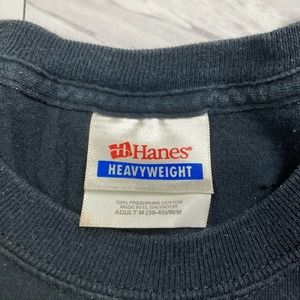 Hanes®
HEAVYWEIGHT
100% PRESHRUNK COTTON
MADE IN EL SALVADOR
ADULT M (38-40)/M/M